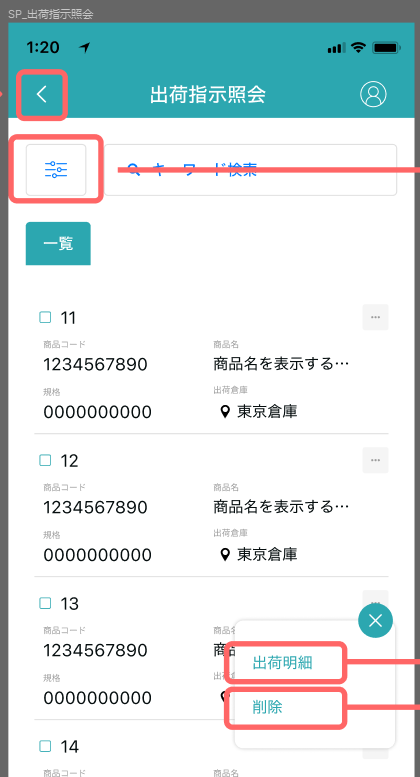 SP_出荷指示照会
1:20
出荷指示照会
キーワード検索
一覧
11
商品コード 商品名
1234567890 商品名を表示する…
規格 出荷倉庫
0000000000 東京倉庫
12
商品コード 商品名
1234567890 商品名を表示する…
規格 出荷倉庫
0000000000 東京倉庫
13
商品コード 商品
1234567890 商
規格 出
0000000000
出荷明細
削除
14
商品コード 商品名